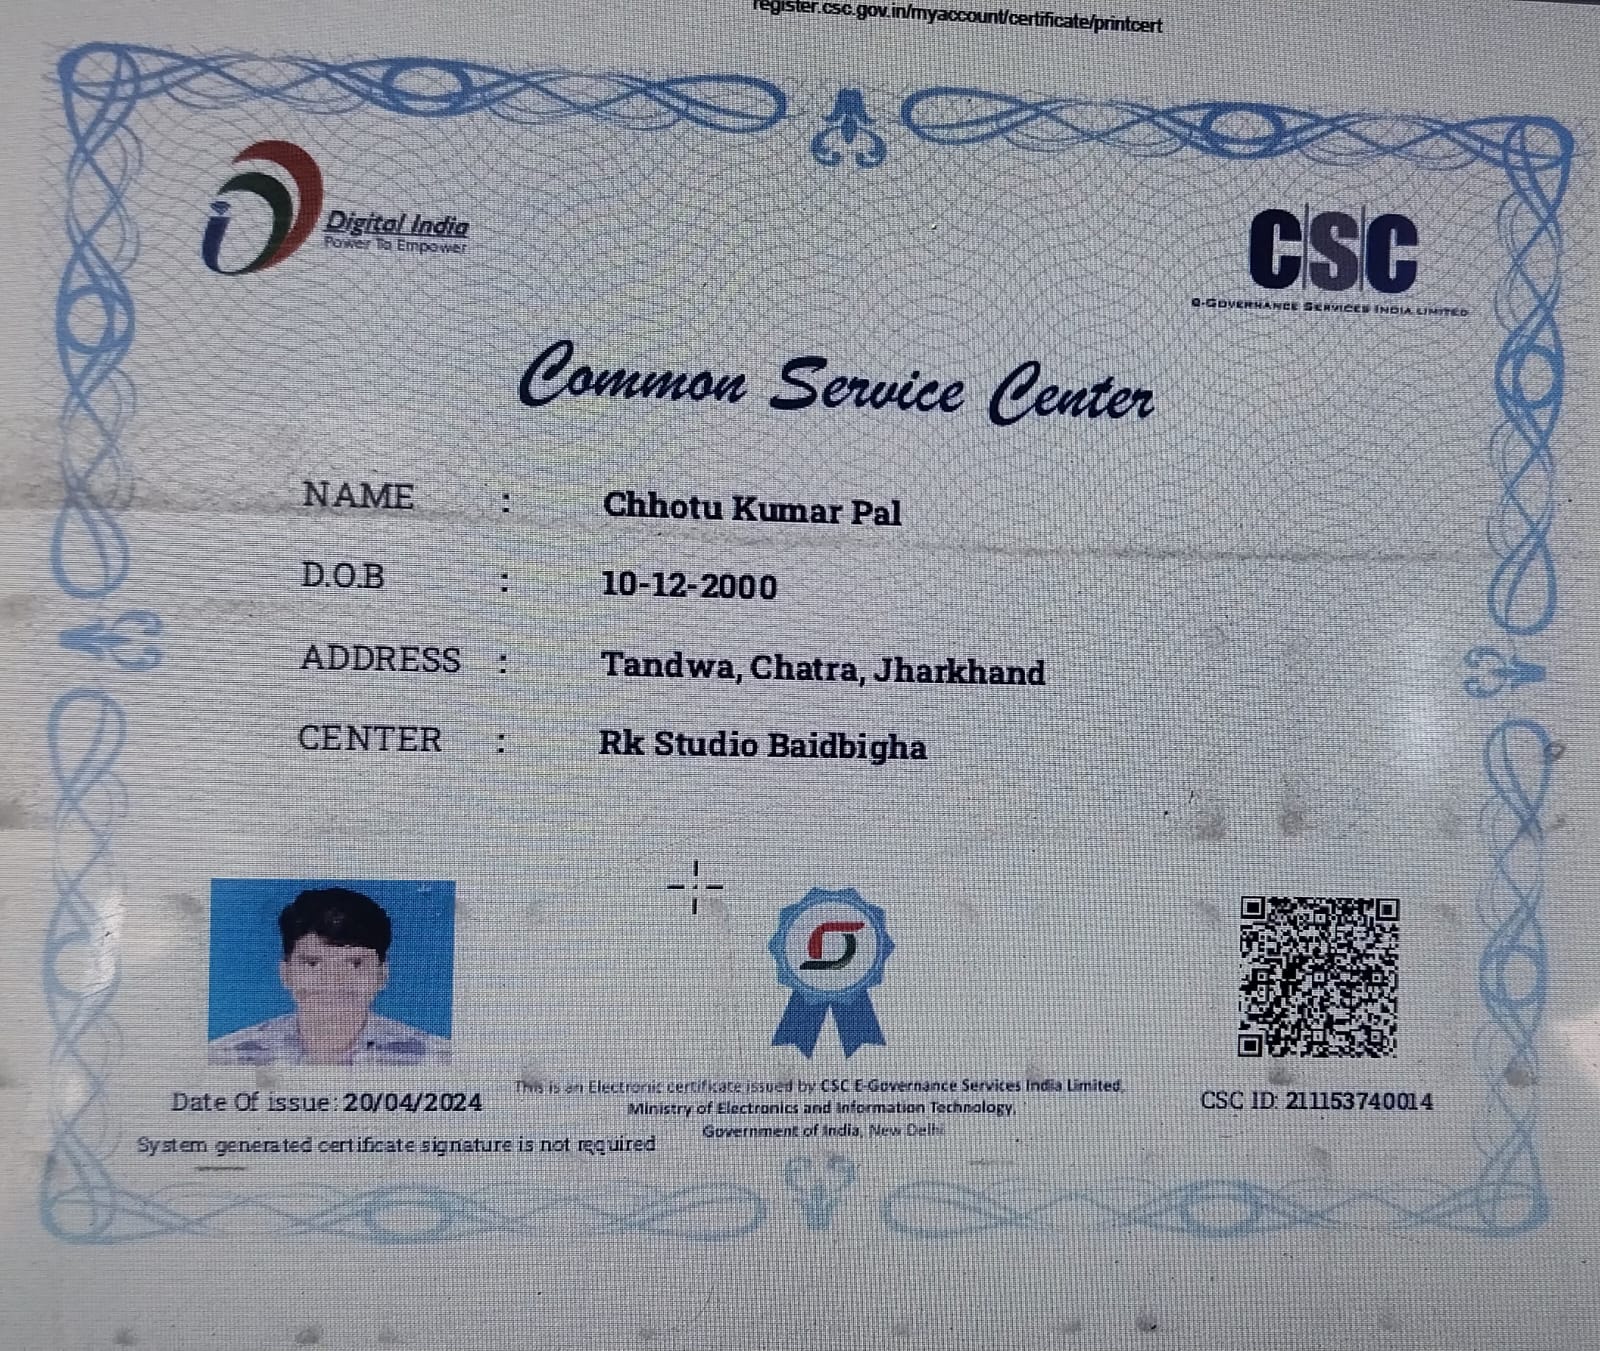 register.csc.gov.in/myaccount/certificate/printcert
Digital India
Power To Empower
CSC
e-Governance Services India Limited
Common Service Center
NAME : Chhotu Kumar Pal
D.O.B : 10-12-2000
ADDRESS : Tandwa, Chatra, Jharkhand
CENTER : Rk Studio Baidbigha
This is an Electronic certificate issued by CSC E-Governance Services India Limited.
Ministry of Electronics and Information Technology,
Government of India, New Delhi
Date Of issue: 20/04/2024
CSC ID: 211153740014
System generated certificate signature is not required